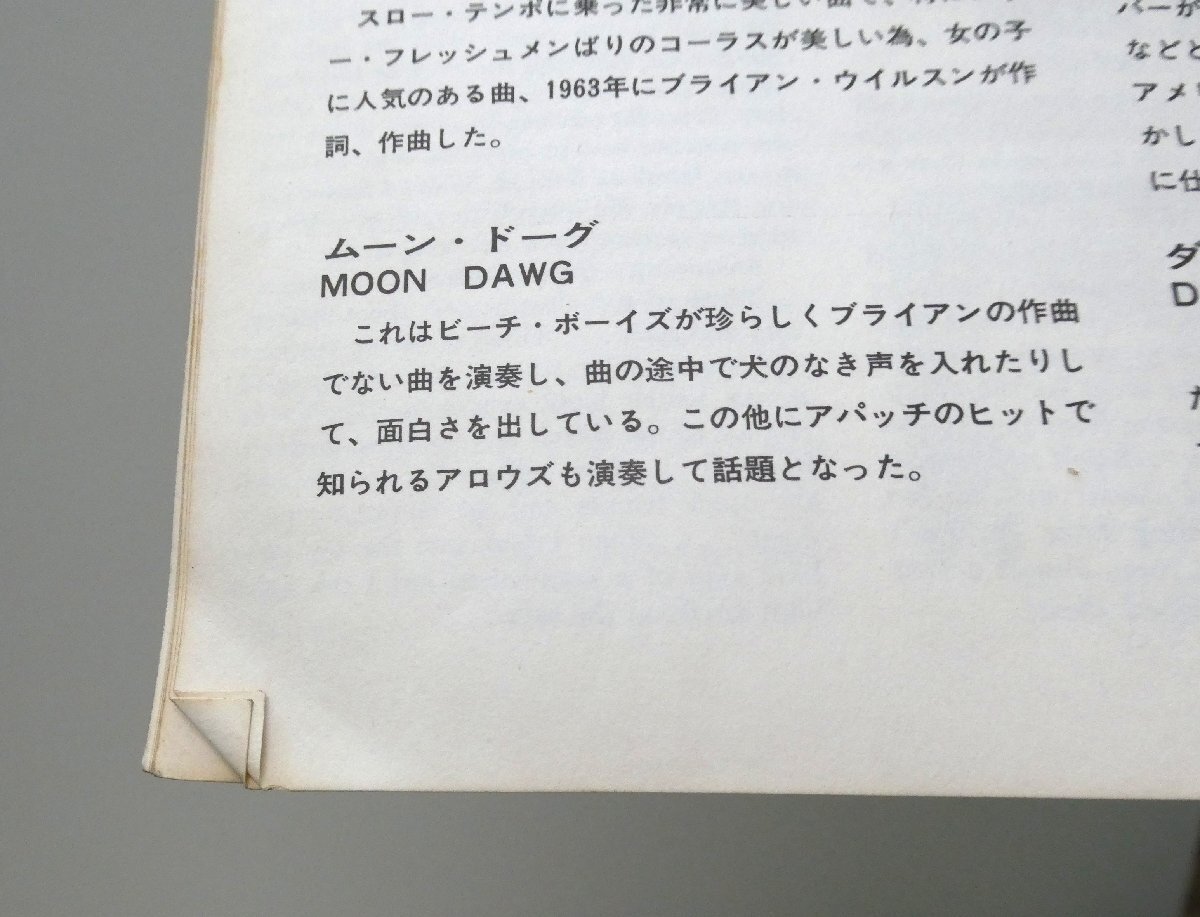 スロー・テンポに乗った非常に美しい曲で、
ー・フレッシュメンばりのコーラスが美しい為、女の子
に人気のある曲、1963年にブライアン・ウイルスンが作
詞、作曲した。
ムーン・ドーグ
MOON DAWG
これはビーチ・ボーイズが珍らしくブライアンの作曲
でない曲を演奏し、曲の途中で犬のなき声を入れたりし
て、面白さを出している。この他にアパッチのヒットで
知られるアロウズも演奏して話題となった。
バーが
などと
アメリ
かし
に仕
ダ
D